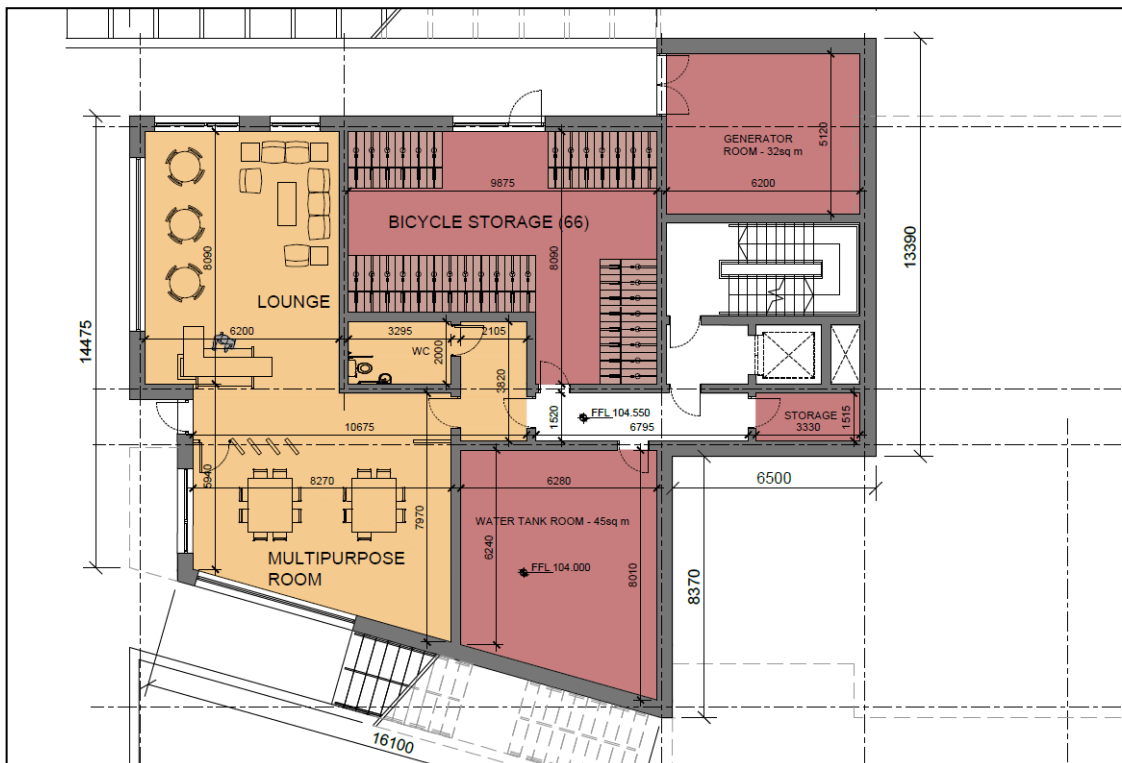 GENERATOR
ROOM - 32sq m
5120
6200
9875
BICYCLE STORAGE (66)
8090
8090
13390
LOUNGE
6200
14475
3295
2105
WC
2000
3820
1520
FFL 104.550
6795
STORAGE
3330
1515
10675
5940
8270
7970
6280
6500
WATER TANK ROOM - 45sq m
6240
FFL 104.000
8010
MULTIPURPOSE
ROOM
8370
16100